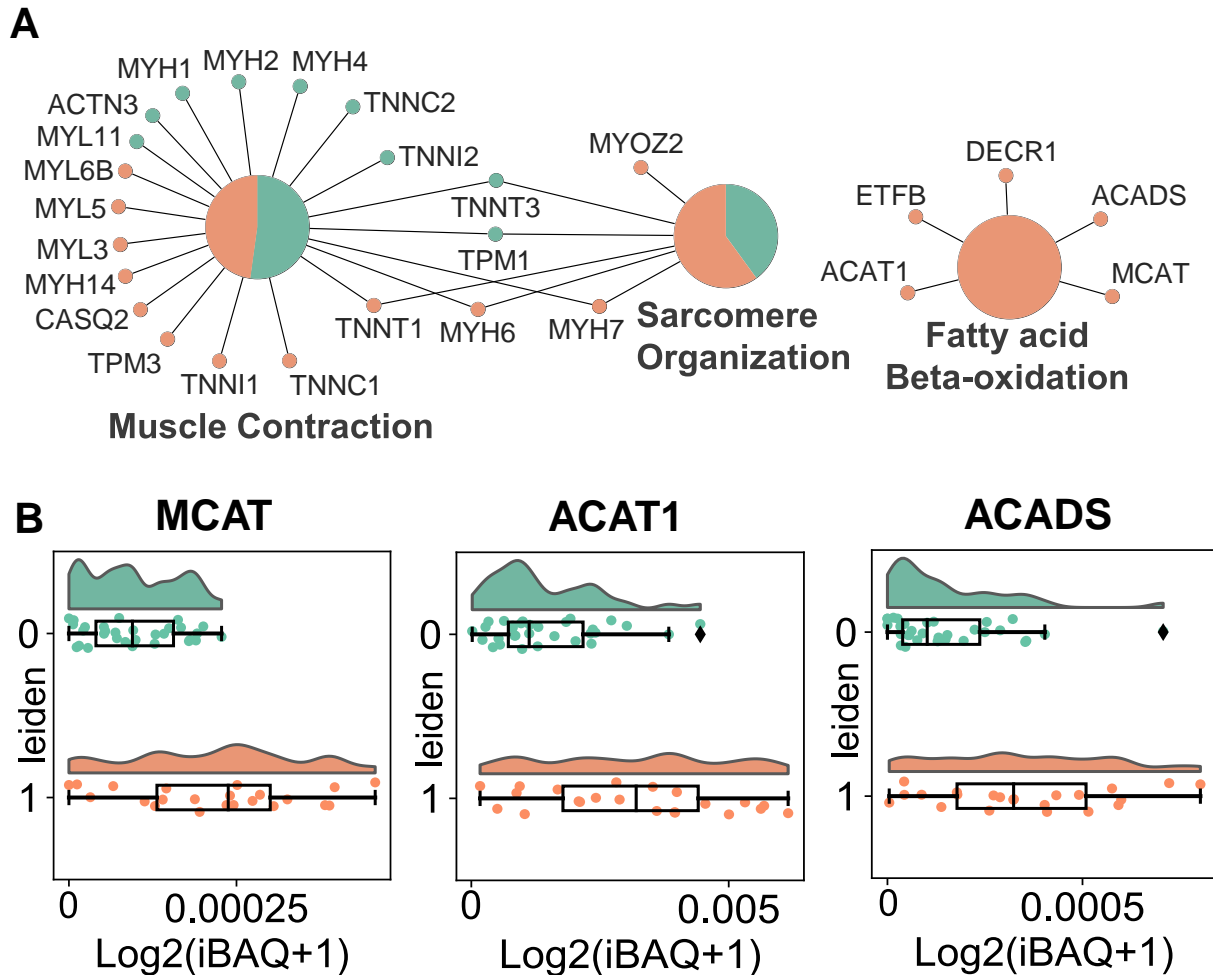 A
MYH1 MYH2 MYH4
ACTN3 TNNC2
MYL11 TNNI2 MYOZ2 DECR1
MYL6B
MYL5 TNNT3 ETFB ACADS
MYL3 TPM1
MYH14 ACAT1 MCAT
CASQ2 TNNT1 MYH6 MYH7
TPM3 TNNI1 TNNC1
Sarcomere
Organization
Fatty acid
Beta-oxidation
Muscle Contraction
B
MCAT
leiden
0
1
0 0.00025
Log2(iBAQ+1)
ACAT1
leiden
0
1
0 0.005
Log2(iBAQ+1)
ACADS
leiden
0
1
0 0.0005
Log2(iBAQ+1)